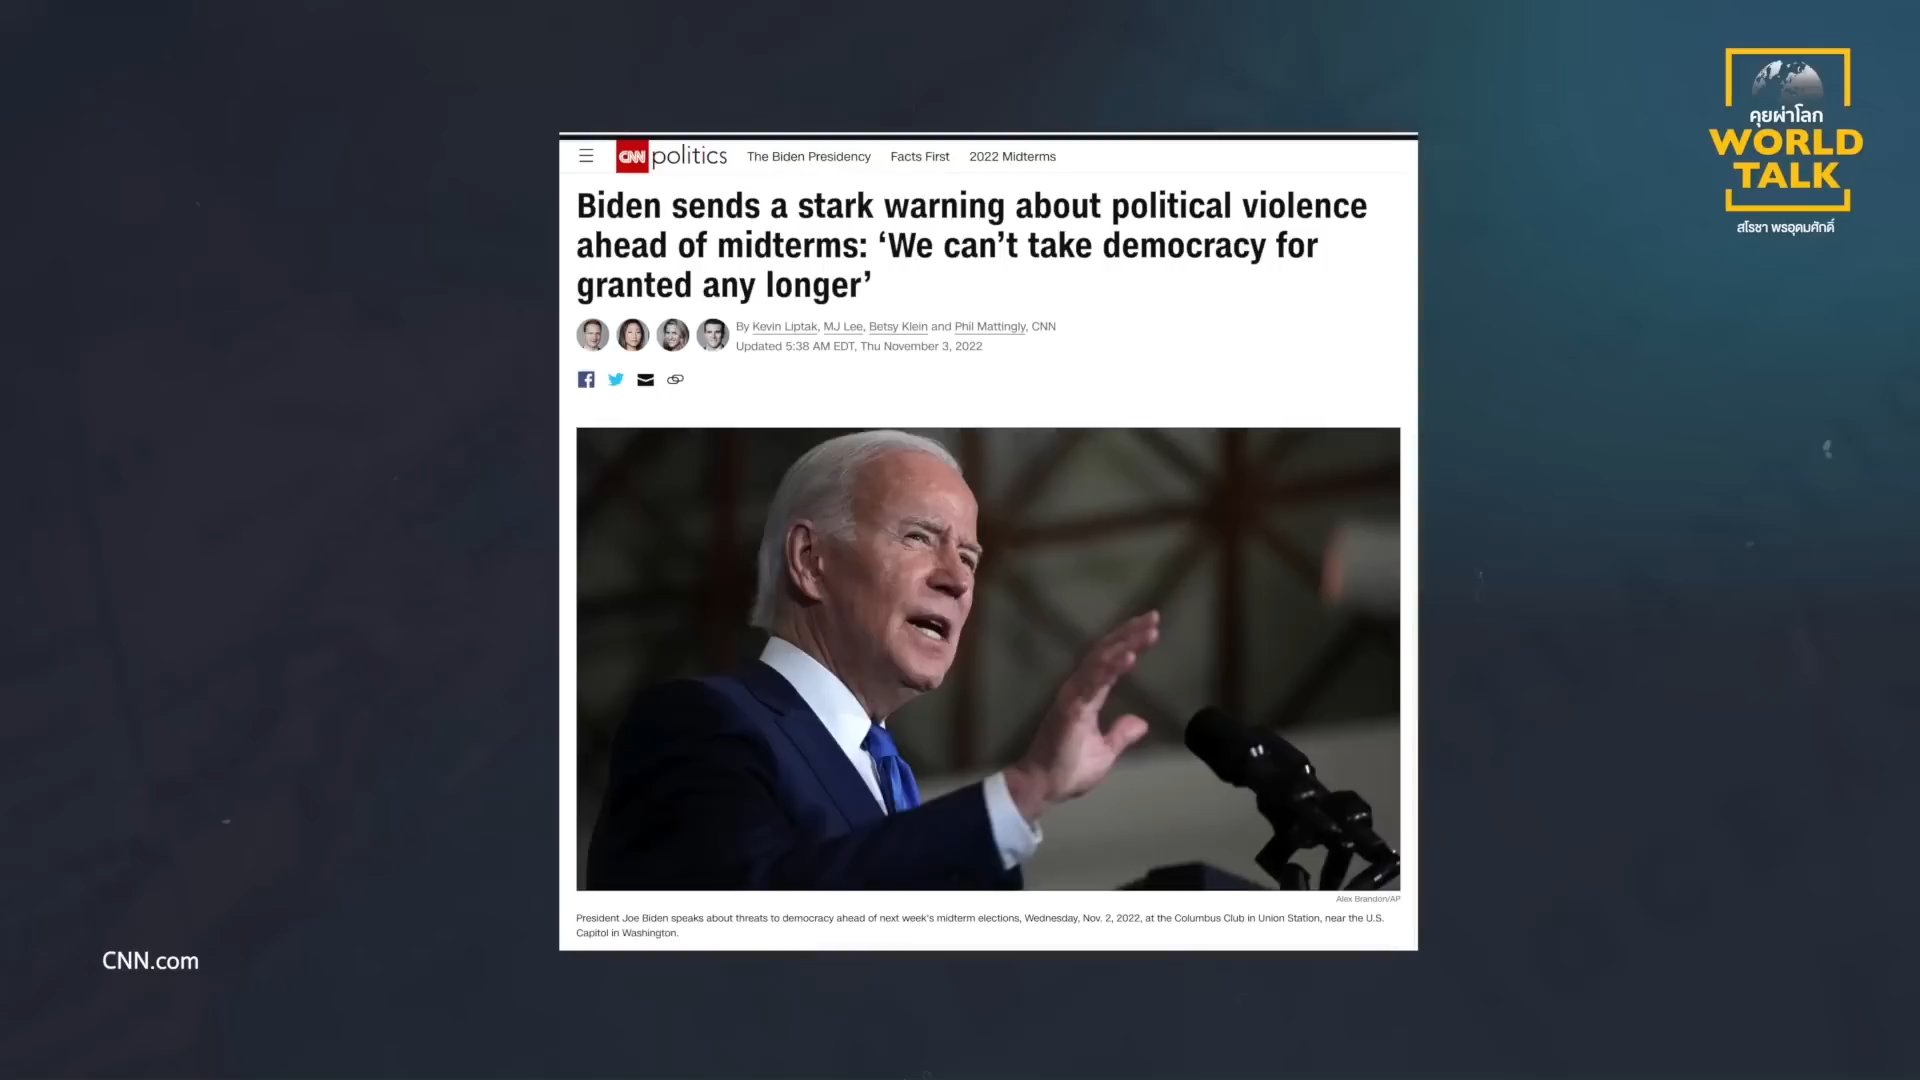 คุยผ่าโลก
WORLD
TALK
สโรชา พรอุดมศักดิ์
CNN politics The Biden Presidency Facts First 2022 Midterms
Biden sends a stark warning about political violence
ahead of midterms: ‘We can’t take democracy for
granted any longer’
By Kevin Liptak, MJ Lee, Betsy Klein and Phil Mattingly, CNN
Updated 5:38 AM EDT, Thu November 3, 2022
Alex Brandon/AP
President Joe Biden speaks about threats to democracy ahead of next week's midterm elections, Wednesday, Nov. 2, 2022, at the Columbus Club in Union Station, near the U.S.
Capitol in Washington.
CNN.com